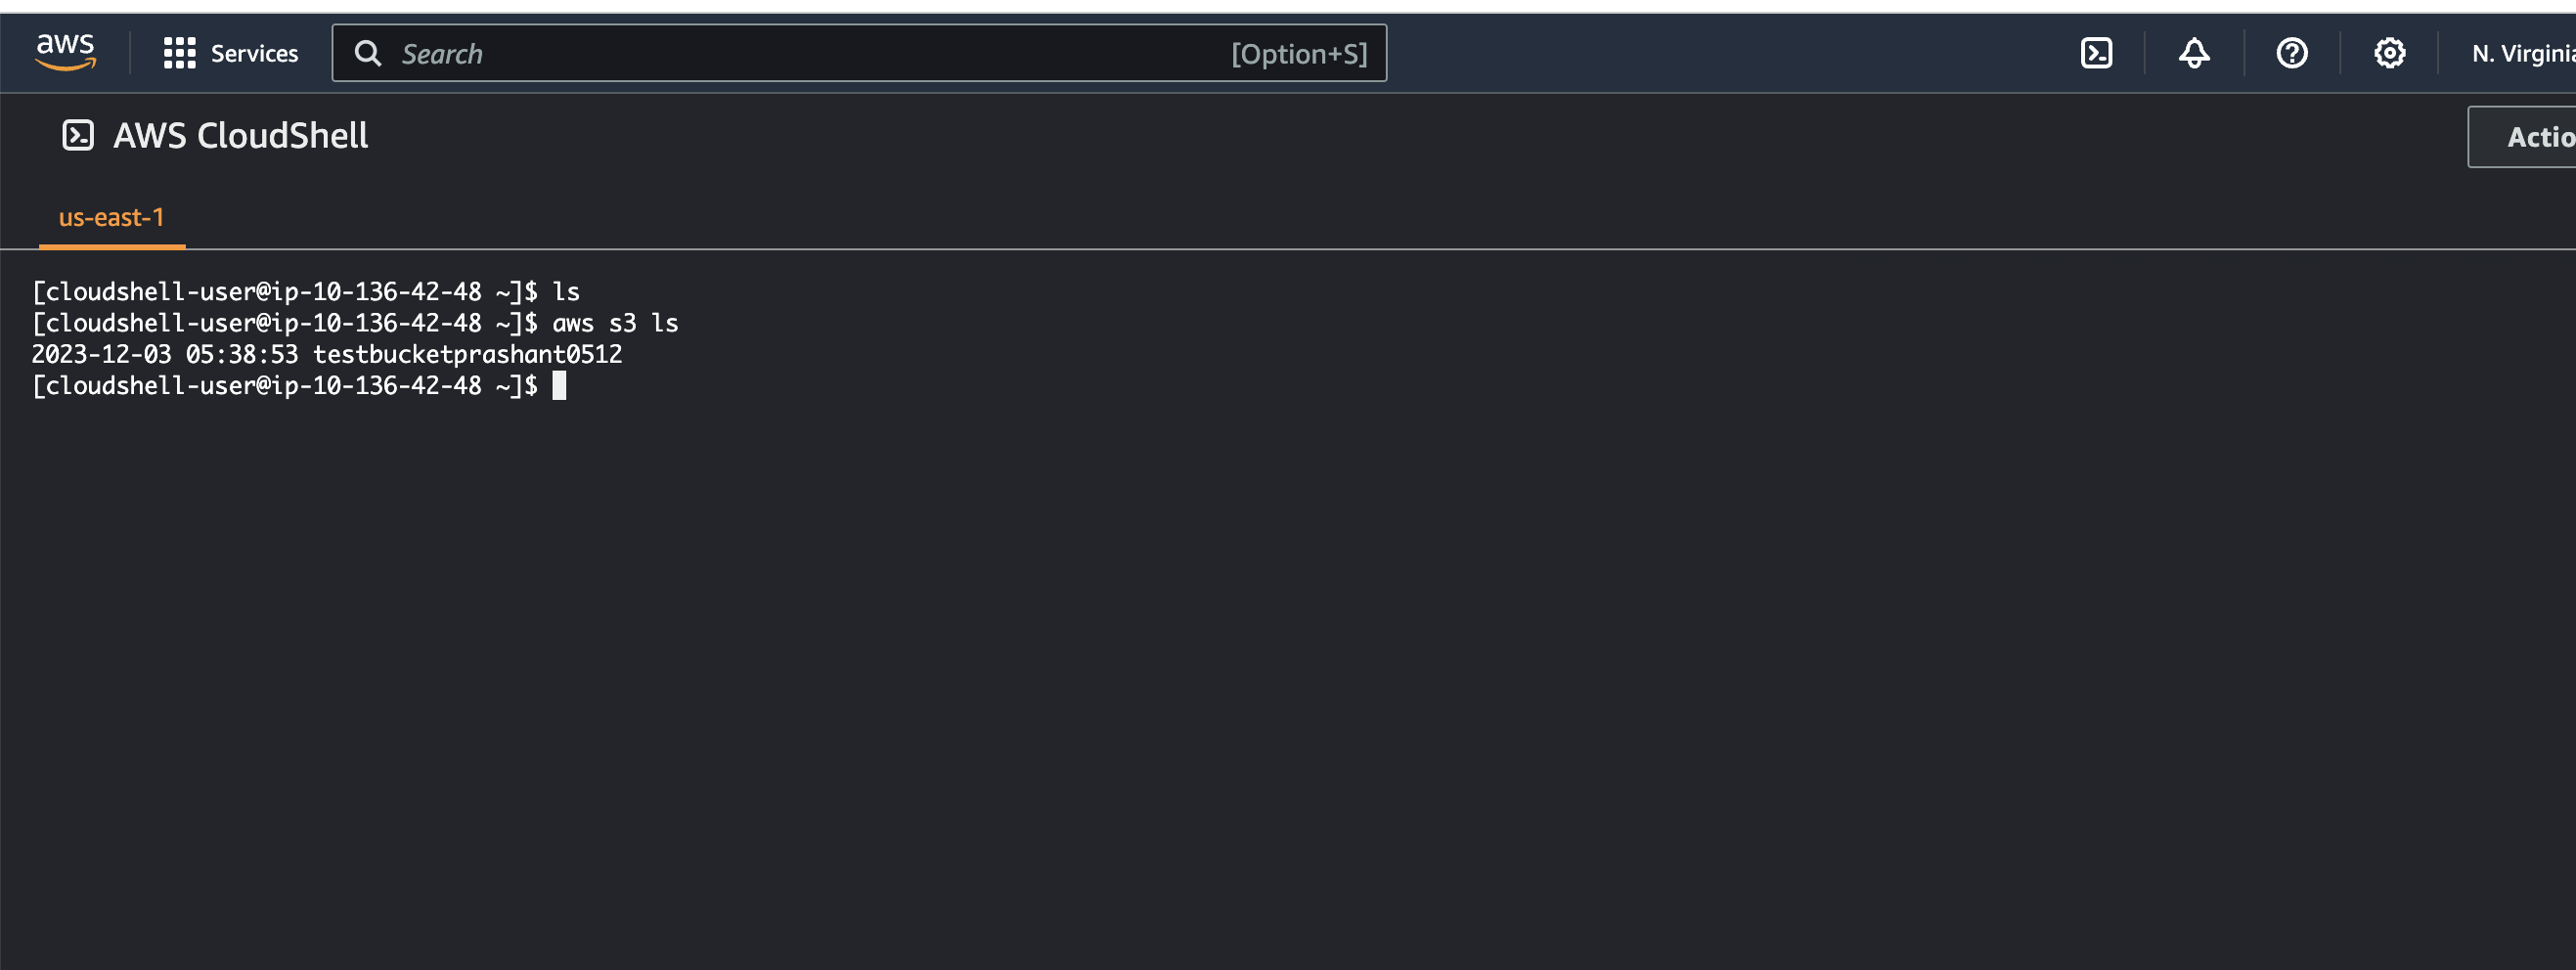 aws
Services
Search
[Option+S]
N. Virginia
AWS CloudShell
Actio
us-east-1
[cloudshell-user@ip-10-136-42-48 ~]$ ls
[cloudshell-user@ip-10-136-42-48 ~]$ aws s3 ls
2023-12-03 05:38:53 testbucketprashant0512
[cloudshell-user@ip-10-136-42-48 ~]$